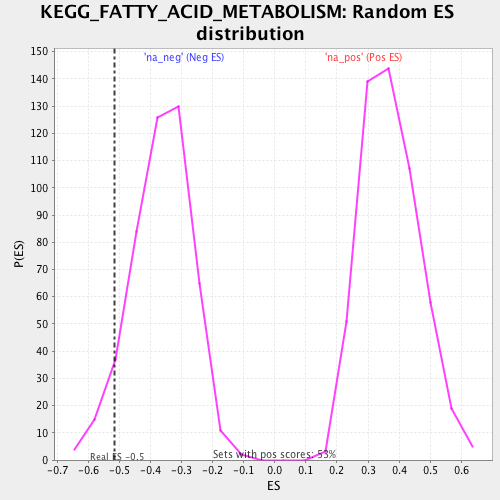 KEGG_FATTY_ACID_METABOLISM: Random ES
distribution
'na_neg' (Neg ES)
'na_pos' (Pos ES)
150
140
130
120
110
100
90
80
70
60
50
40
30
20
10
0
P(ES)
Real ES -0.5
Sets with pos scores: 53%
-0.7 -0.6 -0.5 -0.4 -0.3 -0.2 -0.1 0.0 0.1 0.2 0.3 0.4 0.5 0.6
ES